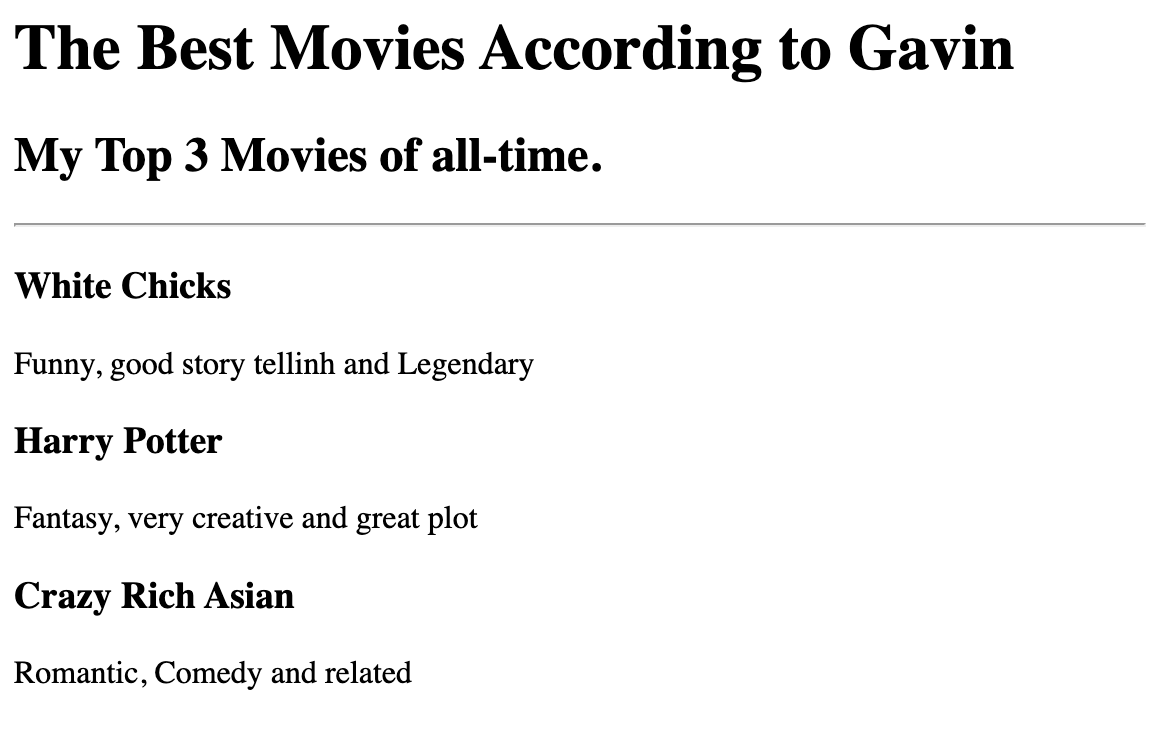 The Best Movies According to Gavin
My Top 3 Movies of all-time.
White Chicks
Funny, good story tellinh and Legendary
Harry Potter
Fantasy, very creative and great plot
Crazy Rich Asian
Romantic, Comedy and related